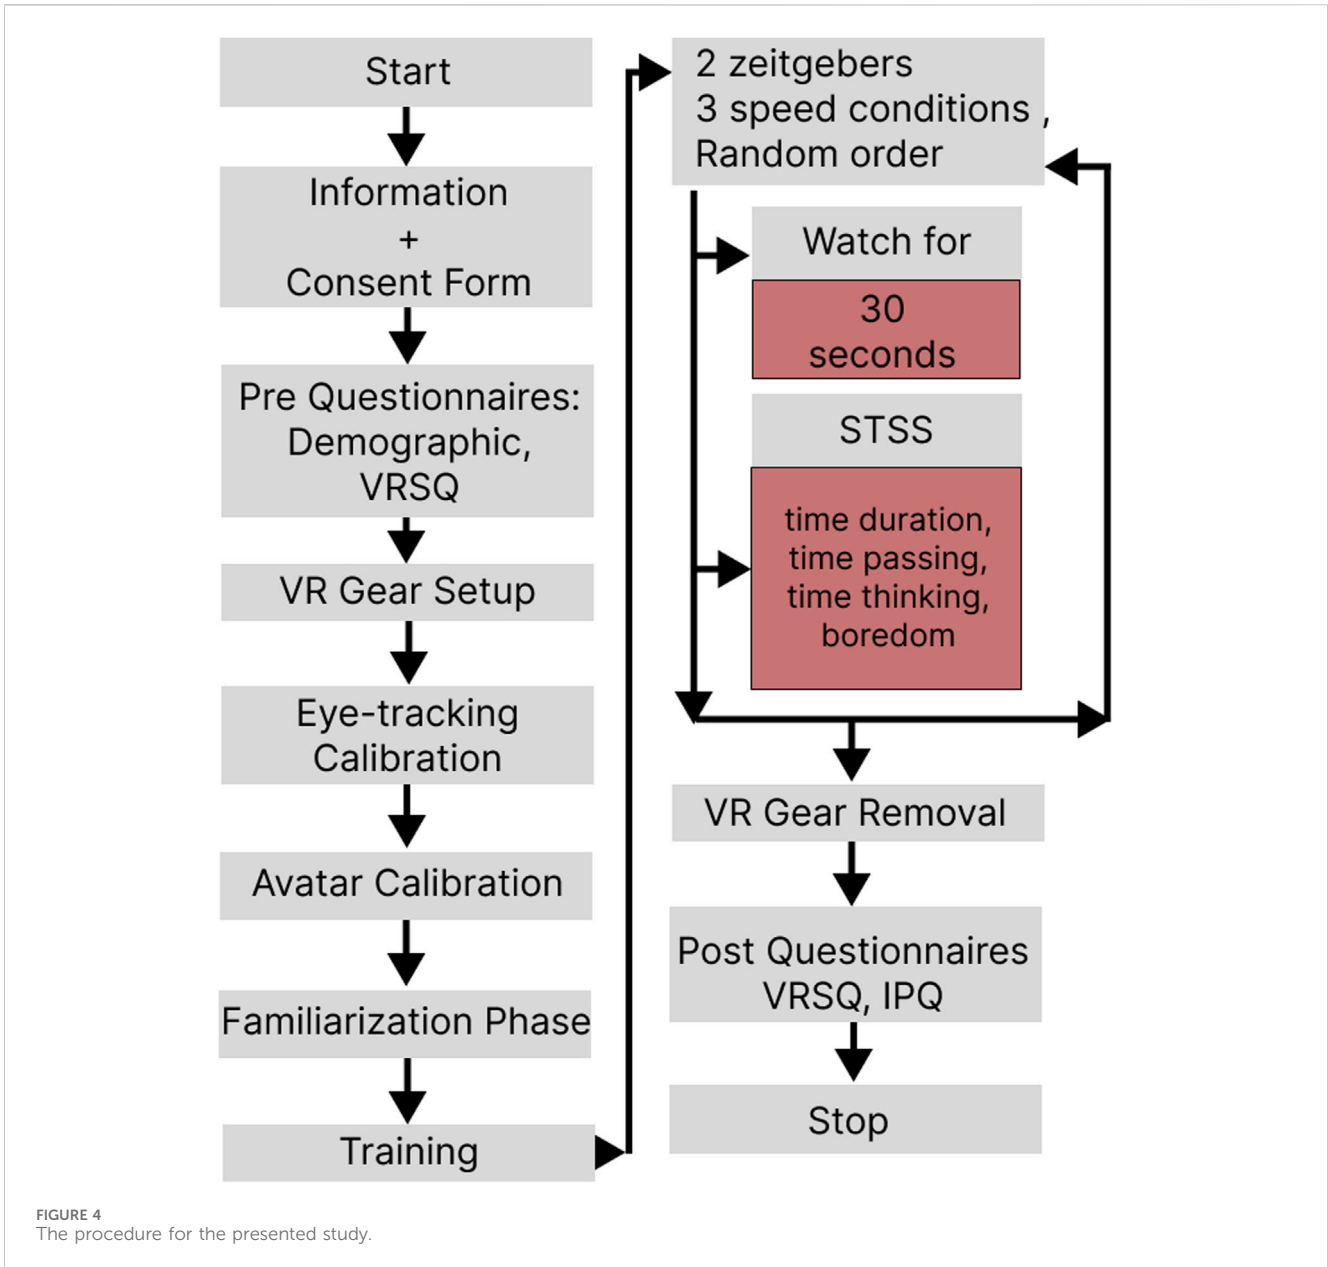 Start
Information
+
Consent Form
Pre Questionnaires:
Demographic,
VRSQ
VR Gear Setup
Eye-tracking
Calibration
Avatar Calibration
Familiarization Phase
Training
2 zeitgebers
3 speed conditions ,
Random order
Watch for
30
seconds
STSS
time duration,
time passing,
time thinking,
boredom
VR Gear Removal
Post Questionnaires
VRSQ, IPQ
Stop
FIGURE 4
The procedure for the presented study.